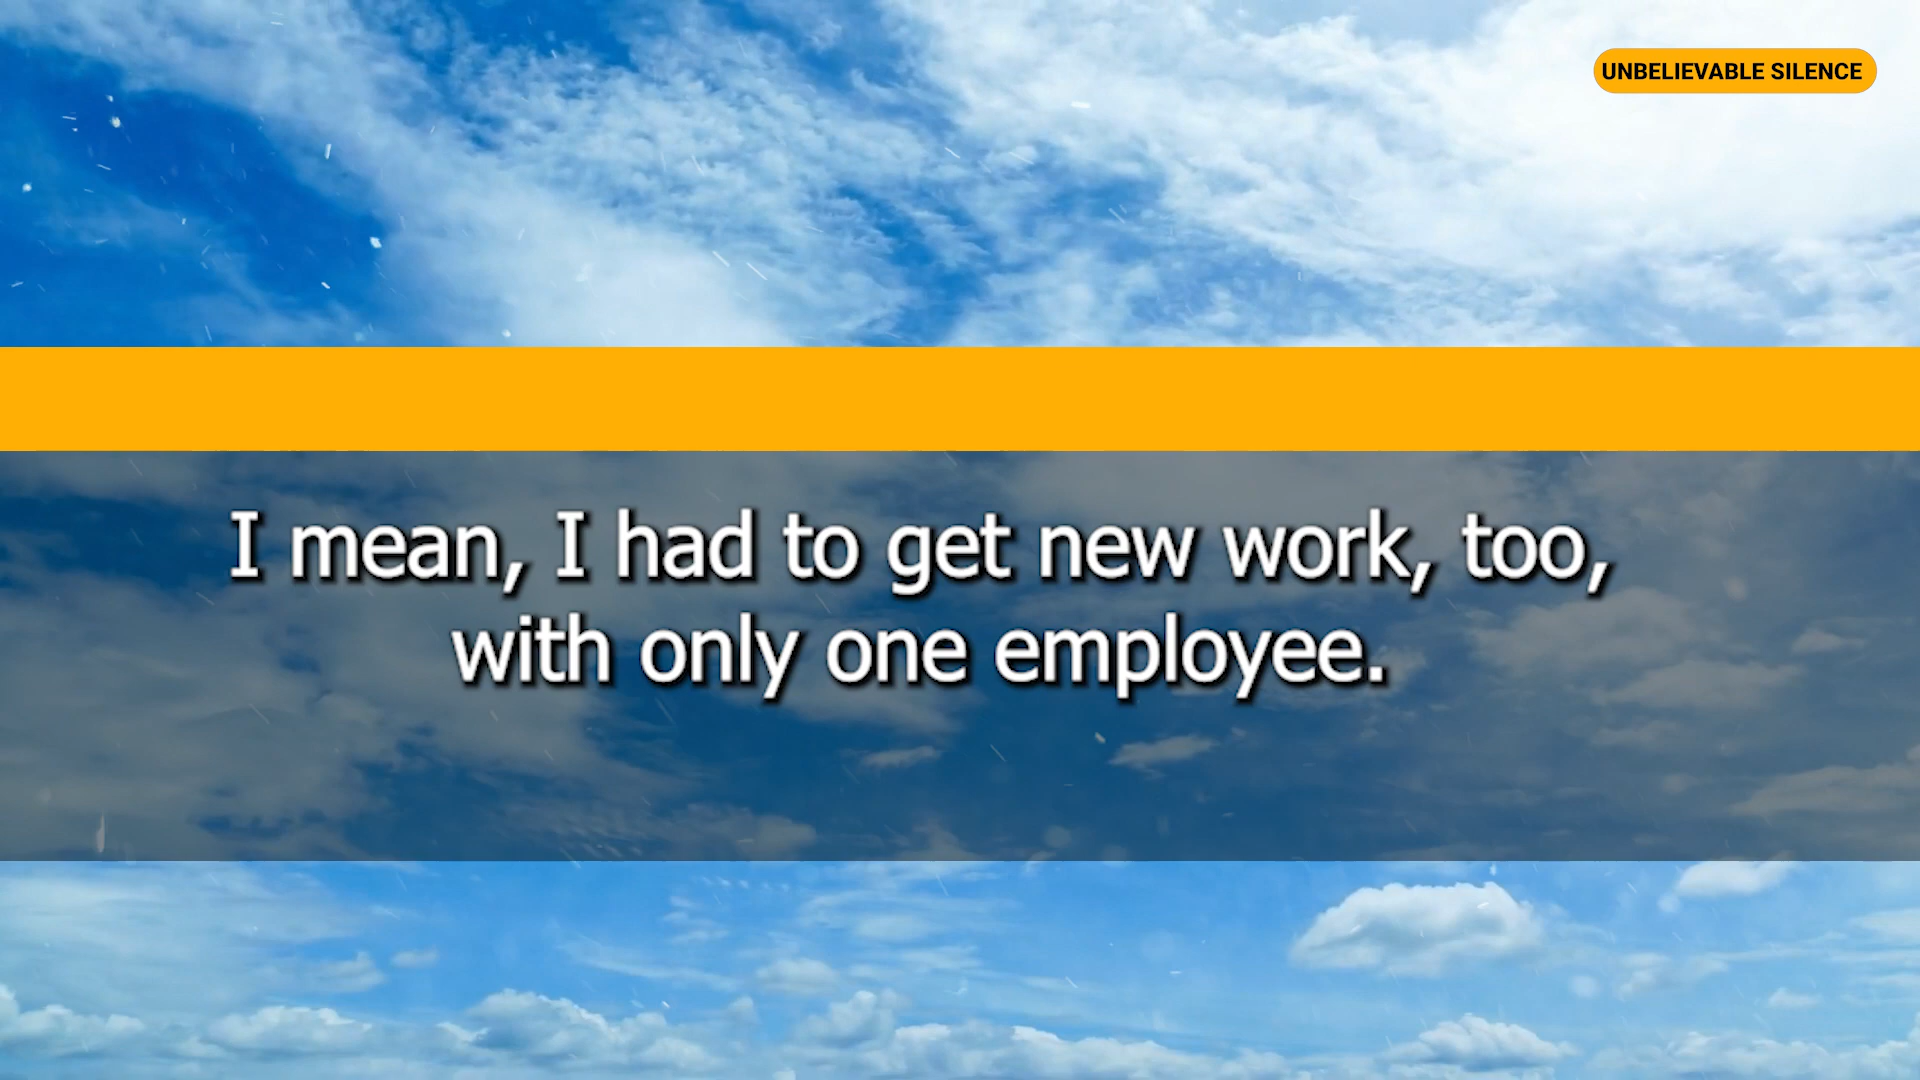 UNBELIEVABLE SILENCE
I mean, I had to get new work, too,
with only one employee.